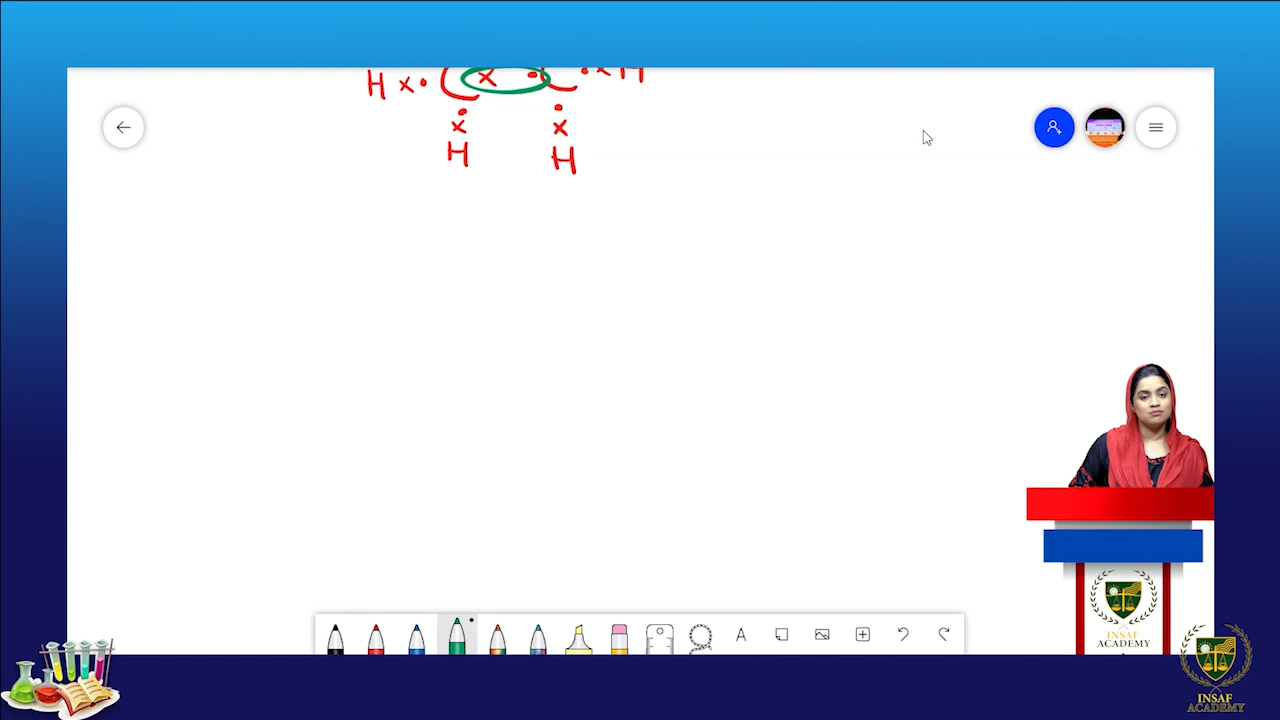 H x • x • • x H
• •
x x
H H
A
INSAF
ACADEMY
INSAF
ACADEMY